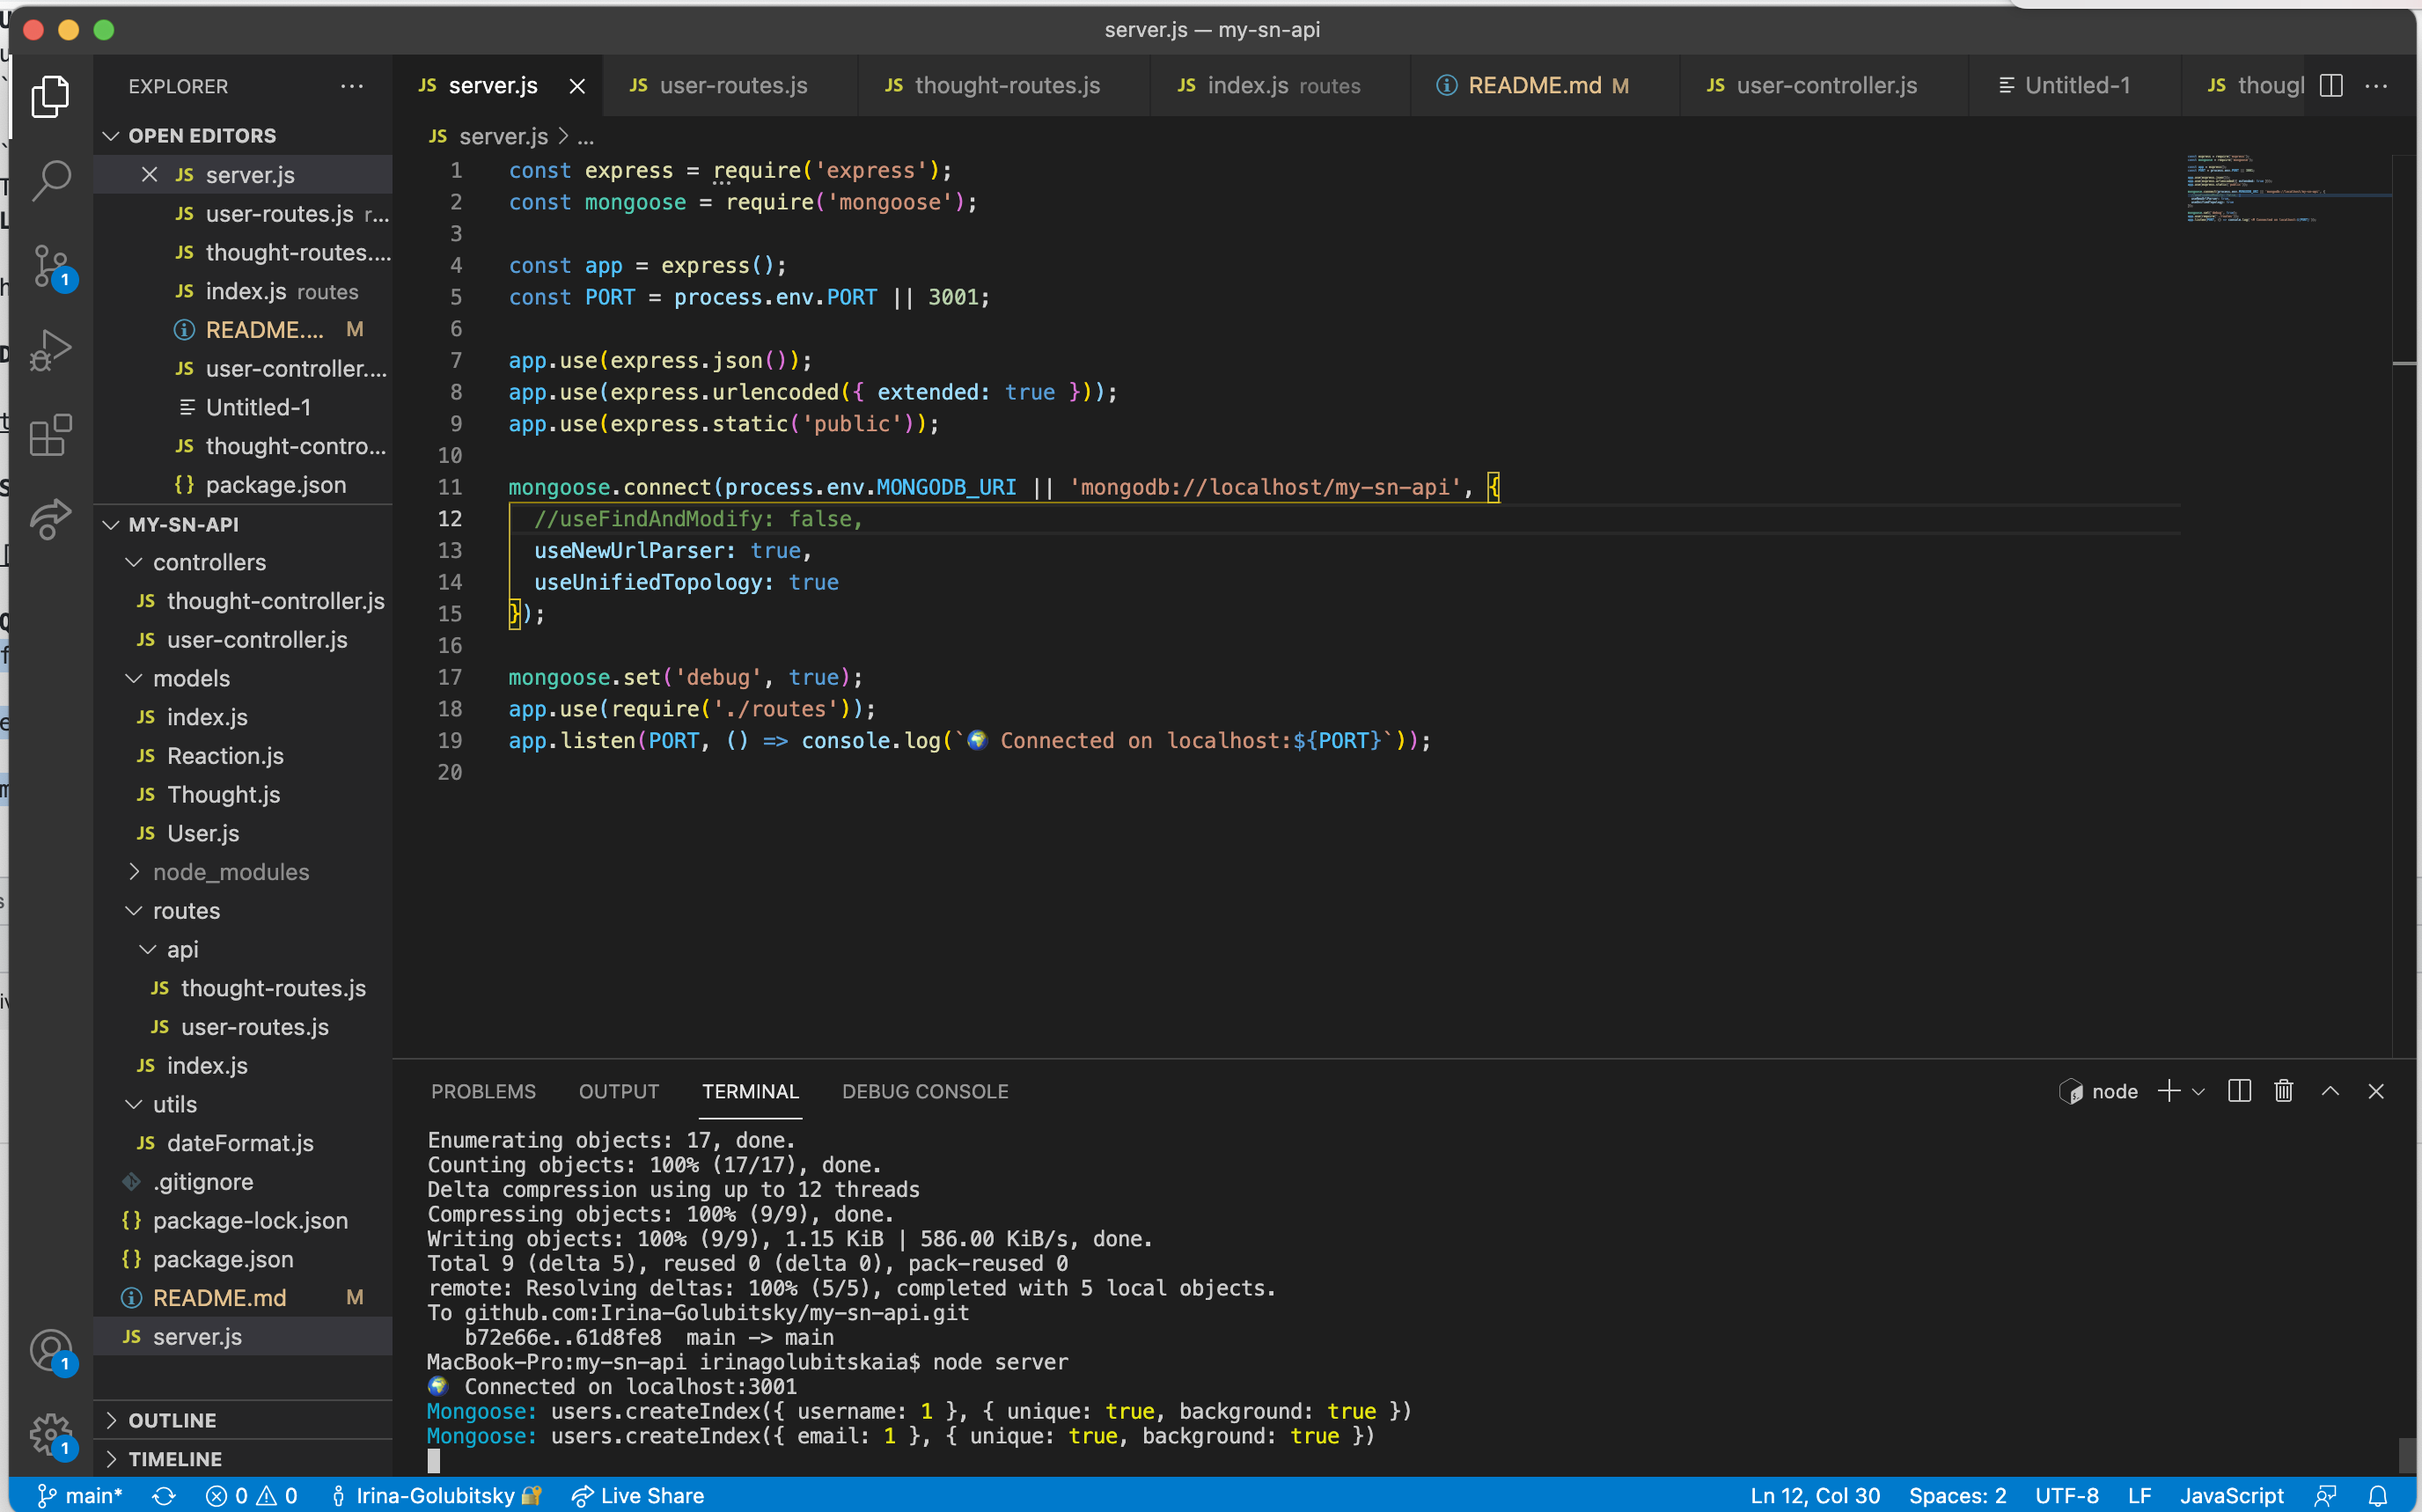 server.js — my-sn-api
EXPLORER
OPEN EDITORS
JS server.js
JS user-routes.js r...
JS thought-routes....
JS index.js routes
README.... M
JS user-controller....
Untitled-1
JS thought-contro...
{} package.json
MY-SN-API
controllers
JS thought-controller.js
JS user-controller.js
models
JS index.js
JS Reaction.js
JS Thought.js
JS User.js
node_modules
routes
api
JS thought-routes.js
JS user-routes.js
JS index.js
utils
JS dateFormat.js
.gitignore
{} package-lock.json
{} package.json
README.md M
JS server.js
OUTLINE
TIMELINE
1
1
1
JS server.js
JS user-routes.js
JS thought-routes.js
JS index.js routes
README.md M
JS user-controller.js
Untitled-1
JS though
JS server.js > ...
1 const express = require('express');
2 const mongoose = require('mongoose');
3
4 const app = express();
5 const PORT = process.env.PORT || 3001;
6
7 app.use(express.json());
8 app.use(express.urlencoded({ extended: true }));
9 app.use(express.static('public'));
10
11 mongoose.connect(process.env.MONGODB_URI || 'mongodb://localhost/my-sn-api', {
12 //useFindAndModify: false,
13 useNewUrlParser: true,
14 useUnifiedTopology: true
15 });
16
17 mongoose.set('debug', true);
18 app.use(require('./routes'));
19 app.listen(PORT, () => console.log(`🌍 Connected on localhost:${PORT}`));
20
PROBLEMS OUTPUT TERMINAL DEBUG CONSOLE
node
Enumerating objects: 17, done.
Counting objects: 100% (17/17), done.
Delta compression using up to 12 threads
Compressing objects: 100% (9/9), done.
Writing objects: 100% (9/9), 1.15 KiB | 586.00 KiB/s, done.
Total 9 (delta 5), reused 0 (delta 0), pack-reused 0
remote: Resolving deltas: 100% (5/5), completed with 5 local objects.
To github.com:Irina-Golubitsky/my-sn-api.git
b72e66e..61d8fe8 main -> main
MacBook-Pro:my-sn-api irinagolubitskaia$ node server
🌍 Connected on localhost:3001
Mongoose: users.createIndex({ username: 1 }, { unique: true, background: true })
Mongoose: users.createIndex({ email: 1 }, { unique: true, background: true })
main* 0 0 Irina-Golubitsky 🔐 Live Share
Ln 12, Col 30 Spaces: 2 UTF-8 LF JavaScript